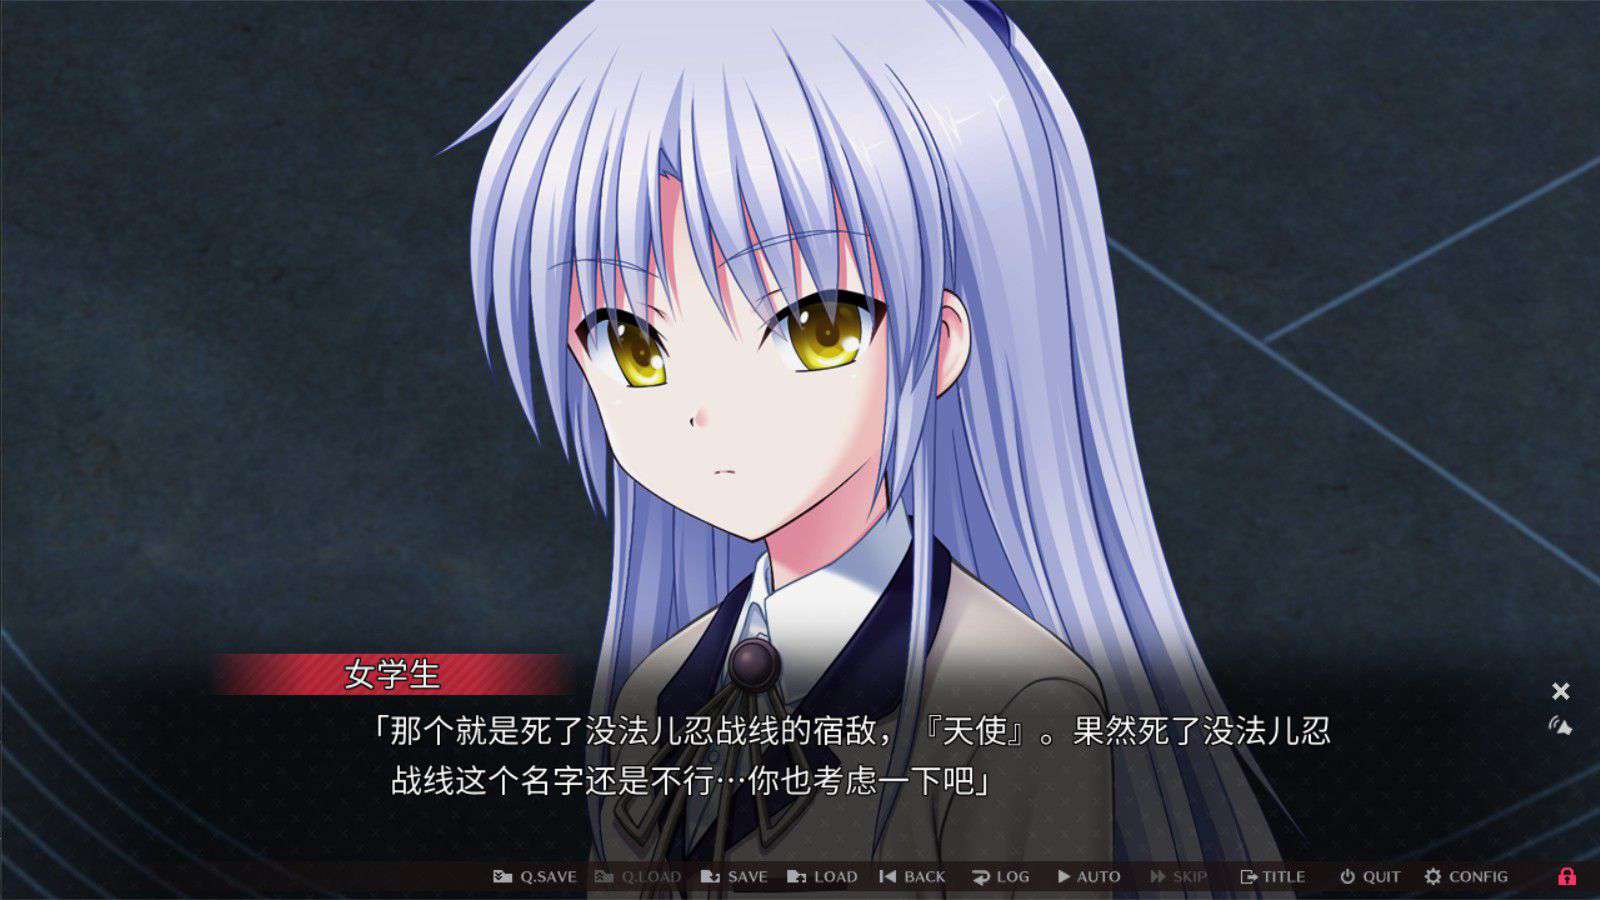 女学生
「那个就是死了没法儿忍战线的宿敌，『天使』。果然死了没法儿忍
战线这个名字还是不行…你也考虑一下吧」
Q.SAVE Q.LOAD SAVE LOAD BACK LOG AUTO SKIP TITLE QUIT CONFIG